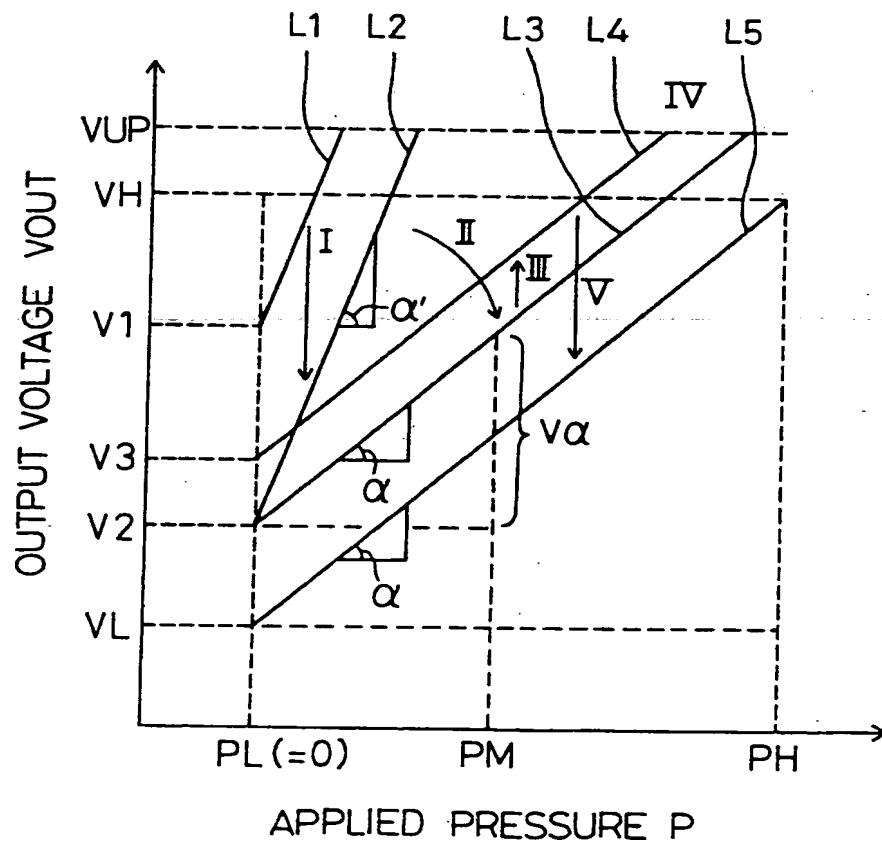 L1 L2 L3 L4 L5
IV
VUP
VH
I II III V
α'
V1
Vα
V3
α
V2
α
VL
PL(=0) PM PH
OUTPUT VOLTAGE VOUT
APPLIED PRESSURE P